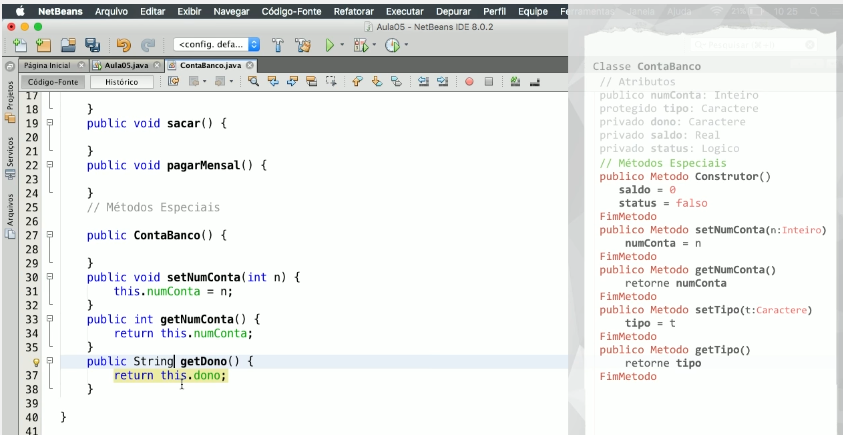 NetBeans Arquivo Editar Exibir Navegar Código-Fonte Refatorar Executar Depurar Perfil Equipe Ferramentas Janela Ajuda 21% 10:25
Aula05 - NetBeans IDE 8.0.2
<config. defa...
Página Inicial Aula05.java ContaBanco.java
Código-Fonte Histórico
Projetos
Serviços
Arquivos
17
18 }
19 public void sacar() {
20
21 }
22 public void pagarMensal() {
23
24 }
25 // Métodos Especiais
26
27 public ContaBanco() {
28
29 }
30 public void setNumConta(int n) {
31 this.numConta = n;
32 }
33 public int getNumConta() {
34 return this.numConta;
35 }
public String getDono() {
37 return this.dono;
38 }
39
40 }
41
Classe ContaBanco
// Atributos
publico numConta: Inteiro
protegido tipo: Caractere
privado dono: Caractere
privado saldo: Real
privado status: Logico
// Métodos Especiais
publico Metodo Construtor()
saldo = 0
status = falso
FimMetodo
publico Metodo setNumConta(n:Inteiro)
numConta = n
FimMetodo
publico Metodo getNumConta()
retorne numConta
FimMetodo
publico Metodo setTipo(t:Caractere)
tipo = t
FimMetodo
publico Metodo getTipo()
retorne tipo
FimMetodo